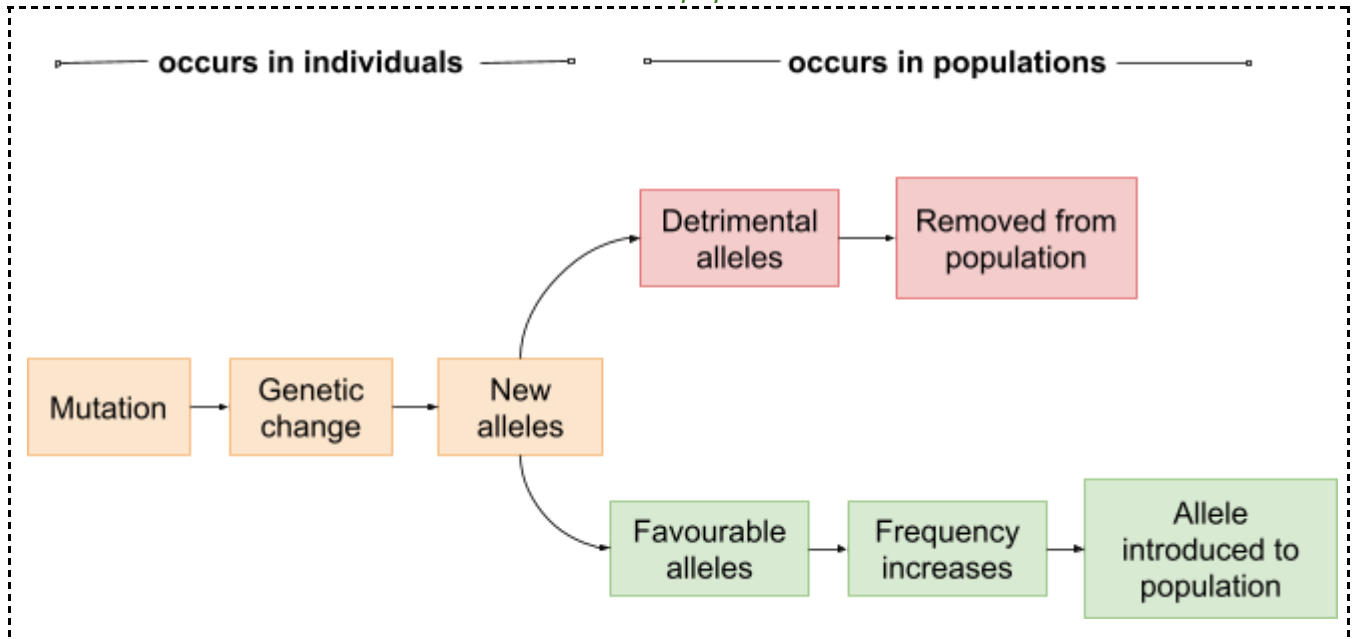 occurs in individuals
occurs in populations
Detrimental
alleles
Removed from
population
Mutation
Genetic
change
New
alleles
Favourable
alleles
Frequency
increases
Allele
introduced to
population